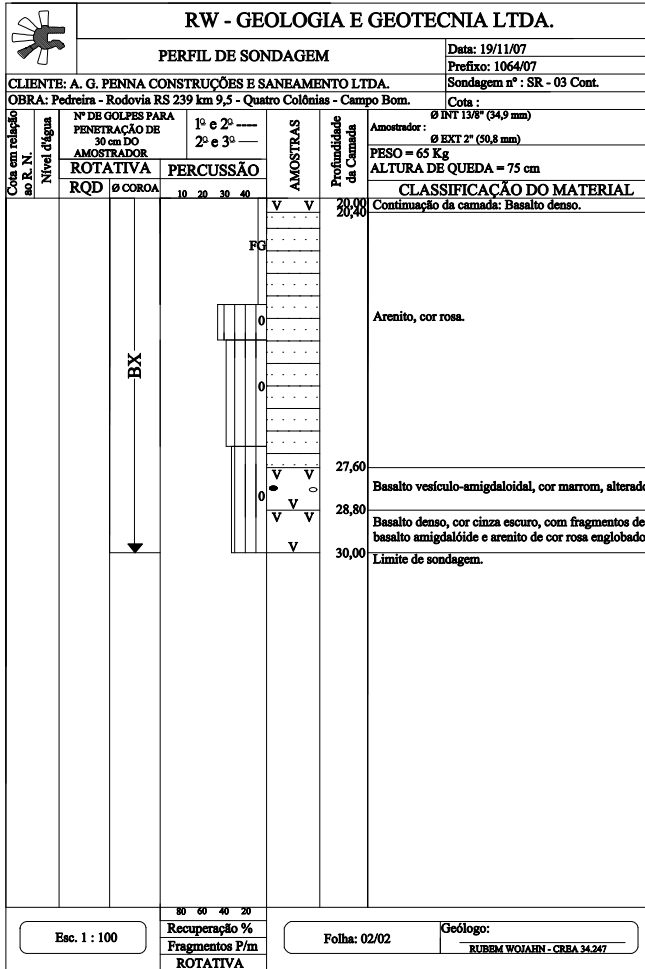 RW - GEOLOGIA E GEOTECNIA LTDA.
PERFIL DE SONDAGEM
Data: 19/11/07
Prefixo: 1064/07
CLIENTE: A. G. PENNA CONSTRUÇÕES E SANEAMENTO LTDA.
Sondagem nº : SR - 03 Cont.
OBRA: Pedreira - Rodovia RS 239 km 9,5 - Quatro Colônias - Campo Bom.
Cota :
Cota em relação
ao R. N.
Nível d'água
Nº DE GOLPES PARA
PENETRAÇÃO DE
30 cm DO
AMOSTRADOR
1º e 2º ----
2º e 3º —
ROTATIVA
PERCUSSÃO
RQD
Ø COROA
10 20 30 40
AMOSTRAS
Profundidade
da Camada
Ø INT 13/8" (34,9 mm)
Amostrador :
Ø EXT 2" (50,8 mm)
PESO = 65 Kg
ALTURA DE QUEDA = 75 cm
CLASSIFICAÇÃO DO MATERIAL
V V
20,00
Continuação da camada: Basalto denso.
20,40
FG
0
Arenito, cor rosa.
BX
0
27,60
V V
Basalto vesículo-amigdaloidal, cor marrom, alterado
0
V
28,80
V V
Basalto denso, cor cinza escuro, com fragmentos de
basalto amigdalóide e arenito de cor rosa englobado
V
30,00
Limite de sondagem.
80 60 40 20
Esc. 1 : 100
Recuperação %
Fragmentos P/m
ROTATIVA
Folha: 02/02
Geólogo:
RUBEM WOJAHN - CREA 34.247